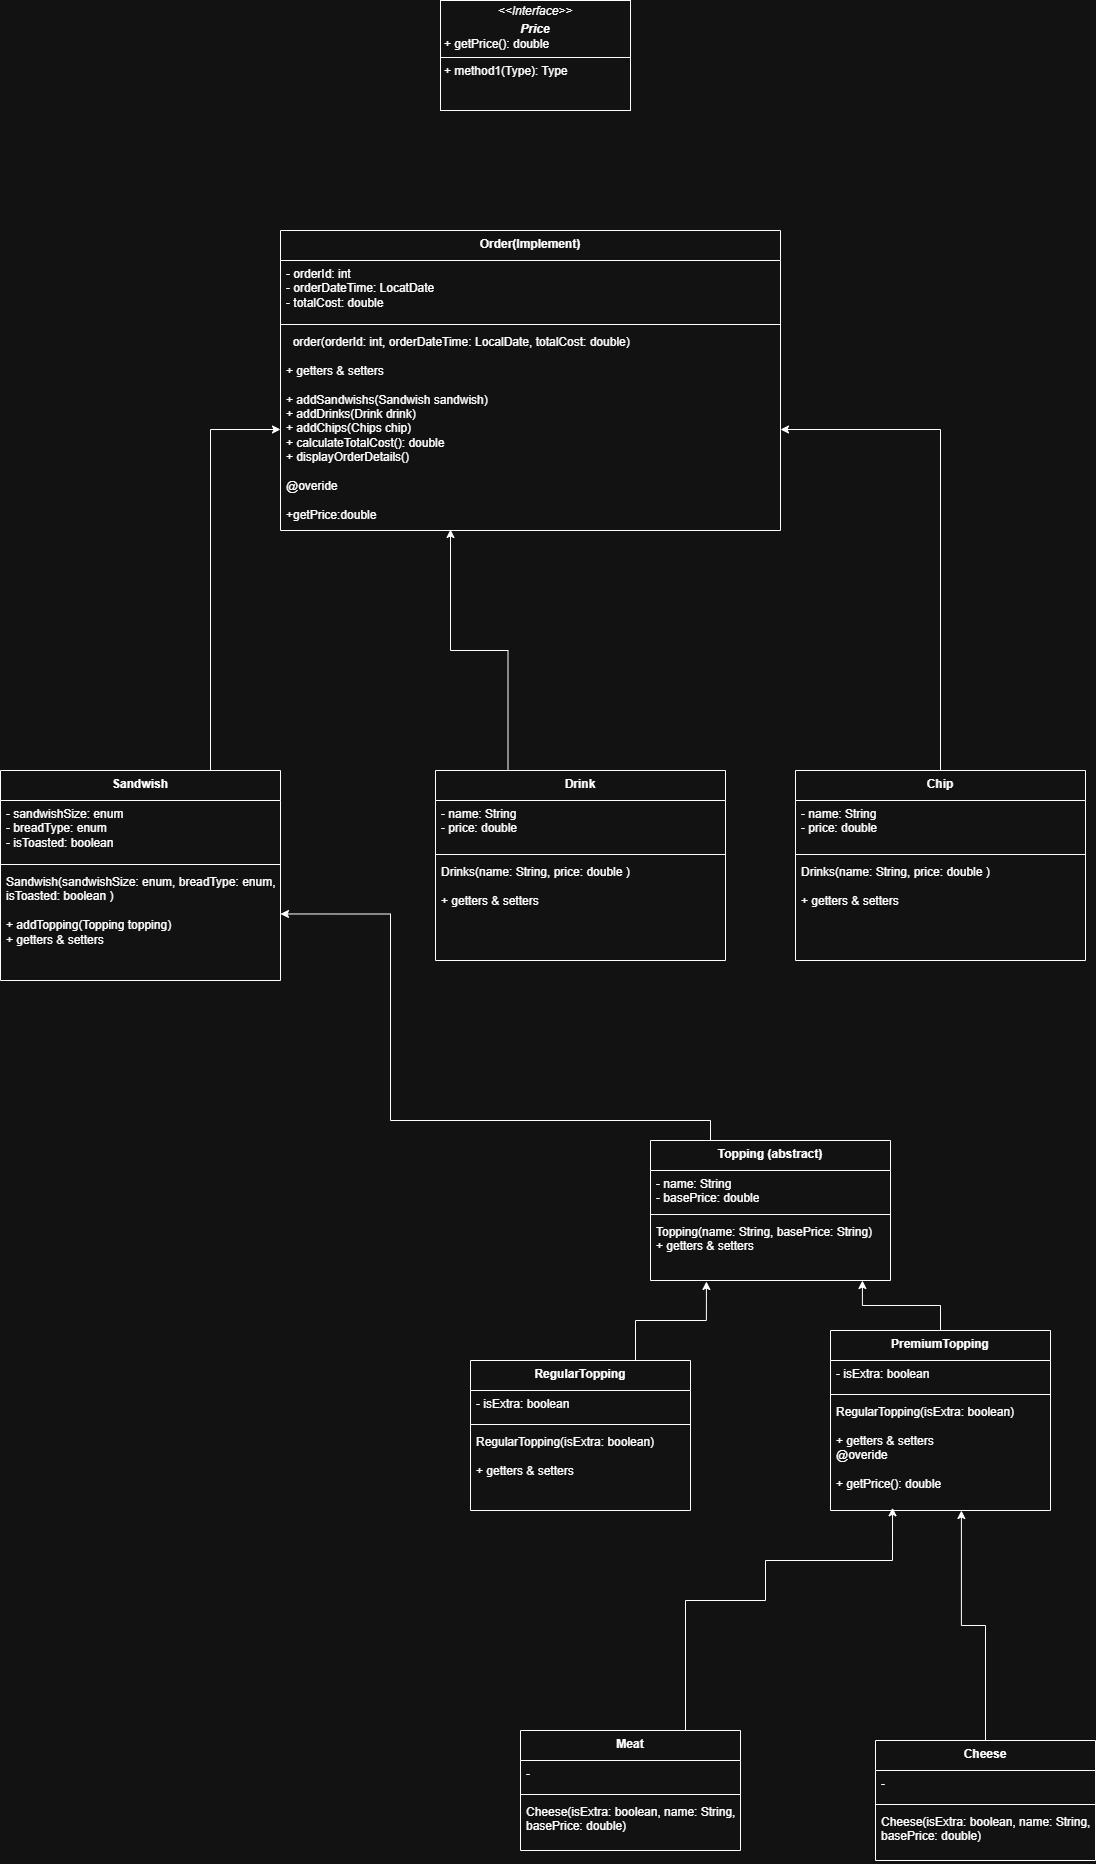 <<Interface>>
Price
+ getPrice(): double
+ method1(Type): Type
Order(Implement)
- orderId: int
- orderDateTime: LocatDate
- totalCost: double
order(orderId: int, orderDateTime: LocalDate, totalCost: double)
+ getters & setters
+ addSandwishs(Sandwish sandwish)
+ addDrinks(Drink drink)
+ addChips(Chips chip)
+ calculateTotalCost(): double
+ displayOrderDetails()
@overide
+getPrice:double
Sandwish
- sandwishSize: enum
- breadType: enum
- isToasted: boolean
Sandwish(sandwishSize: enum, breadType: enum,
isToasted: boolean )
+ addTopping(Topping topping)
+ getters & setters
Drink
- name: String
- price: double
Drinks(name: String, price: double )
+ getters & setters
Chip
- name: String
- price: double
Drinks(name: String, price: double )
+ getters & setters
Topping (abstract)
- name: String
- basePrice: double
Topping(name: String, basePrice: String)
+ getters & setters
RegularTopping
- isExtra: boolean
RegularTopping(isExtra: boolean)
+ getters & setters
PremiumTopping
- isExtra: boolean
RegularTopping(isExtra: boolean)
+ getters & setters
@overide
+ getPrice(): double
Meat
-
Cheese(isExtra: boolean, name: String,
basePrice: double)
Cheese
-
Cheese(isExtra: boolean, name: String,
basePrice: double)